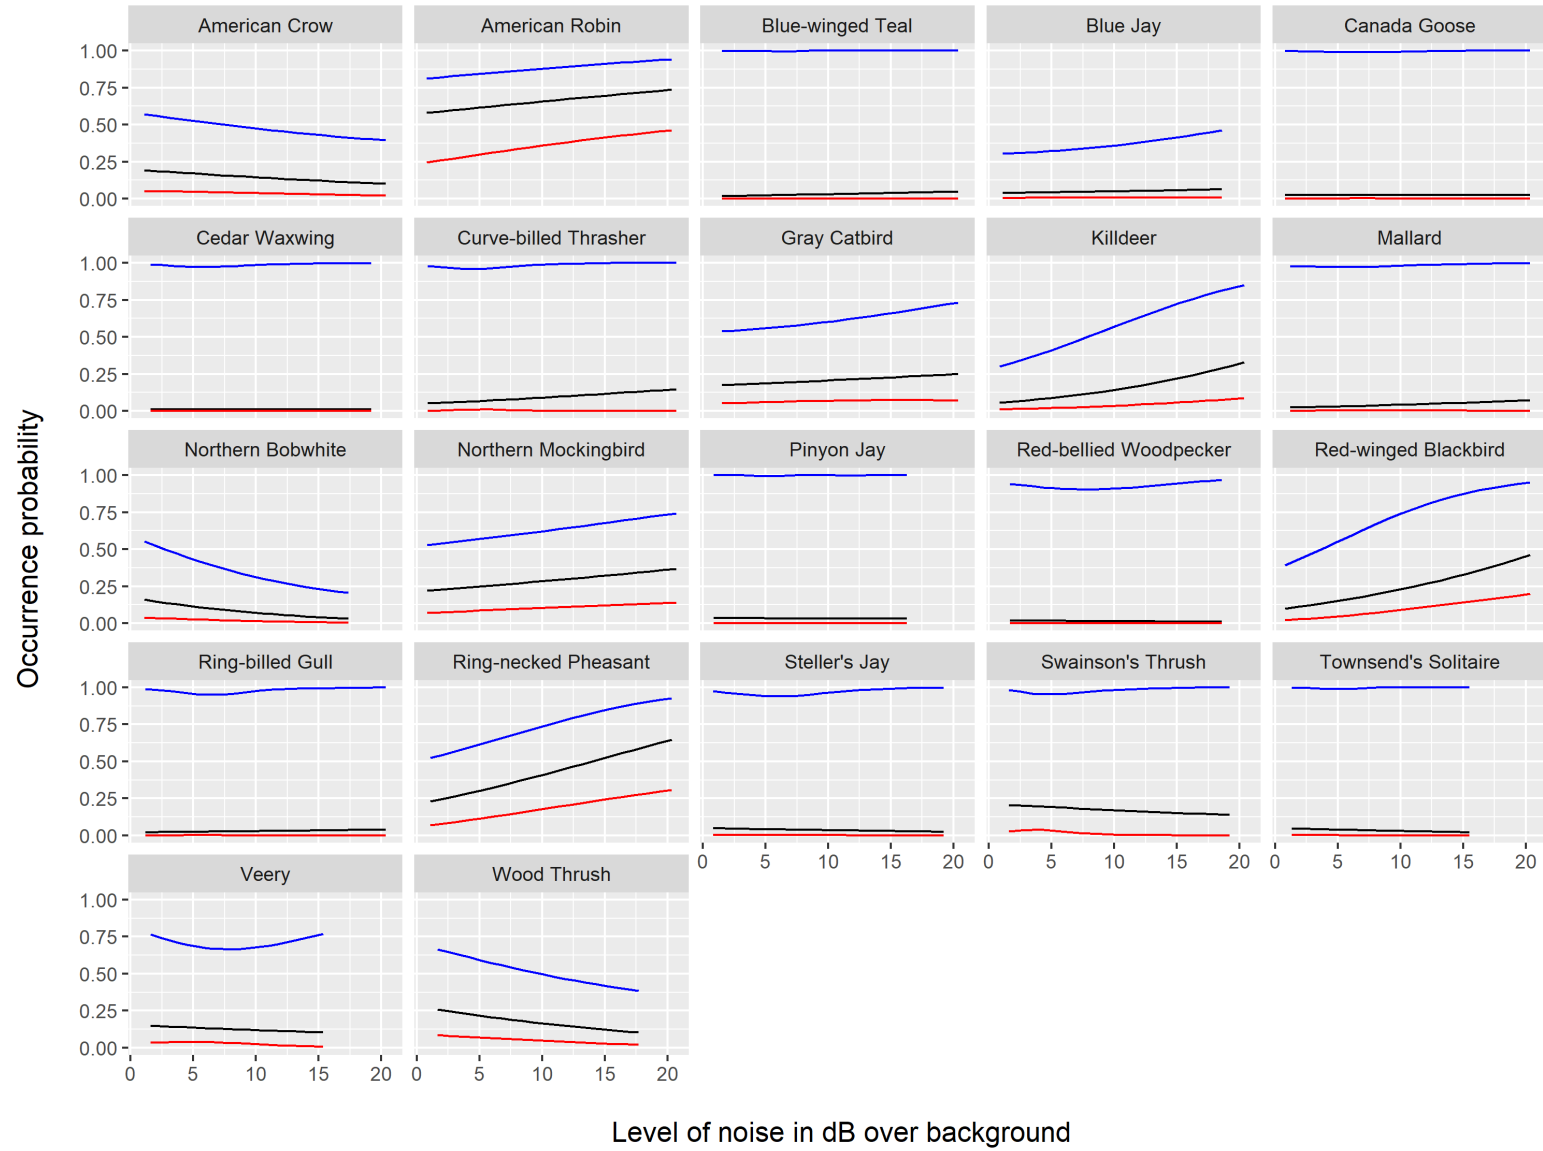 American Crow American Robin Blue-winged Teal Blue Jay Canada Goose
1.00
0.75
0.50
0.25
0.00
Cedar Waxwing Curve-billed Thrasher Gray Catbird Killdeer Mallard
1.00
0.75
0.50
0.25
0.00
Northern Bobwhite Northern Mockingbird Pinyon Jay Red-bellied Woodpecker Red-winged Blackbird
1.00
0.75
0.50
0.25
0.00
Ring-billed Gull Ring-necked Pheasant Steller's Jay Swainson's Thrush Townsend's Solitaire
1.00
0.75
0.50
0.25
0.00
0 5 10 15 20 0 5 10 15 20 0 5 10 15 20
Veery Wood Thrush
1.00
0.75
0.50
0.25
0.00
0 5 10 15 20 0 5 10 15 20
Occurrence probability
Level of noise in dB over background